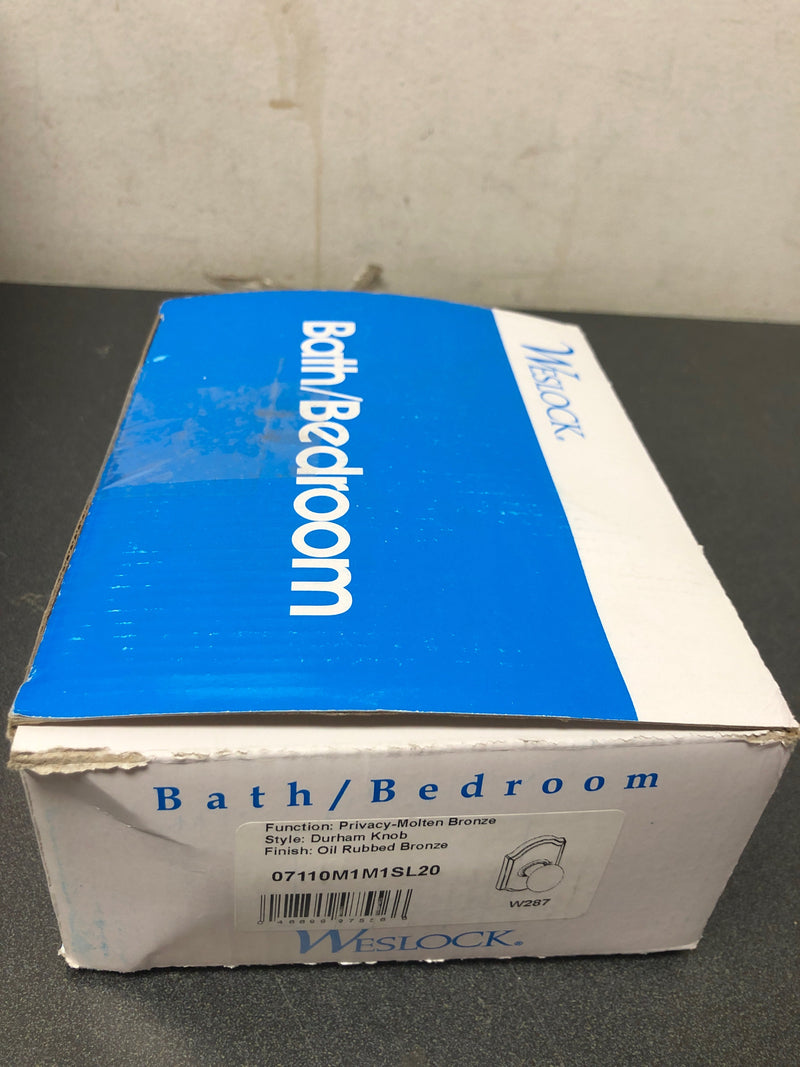 WESLOCK®
Bath/Bedroom
Bath/Bedroom
Function: Privacy-Molten Bronze
Style: Durham Knob
Finish: Oil Rubbed Bronze
07110M1M1SL20
W287
WESLOCK®